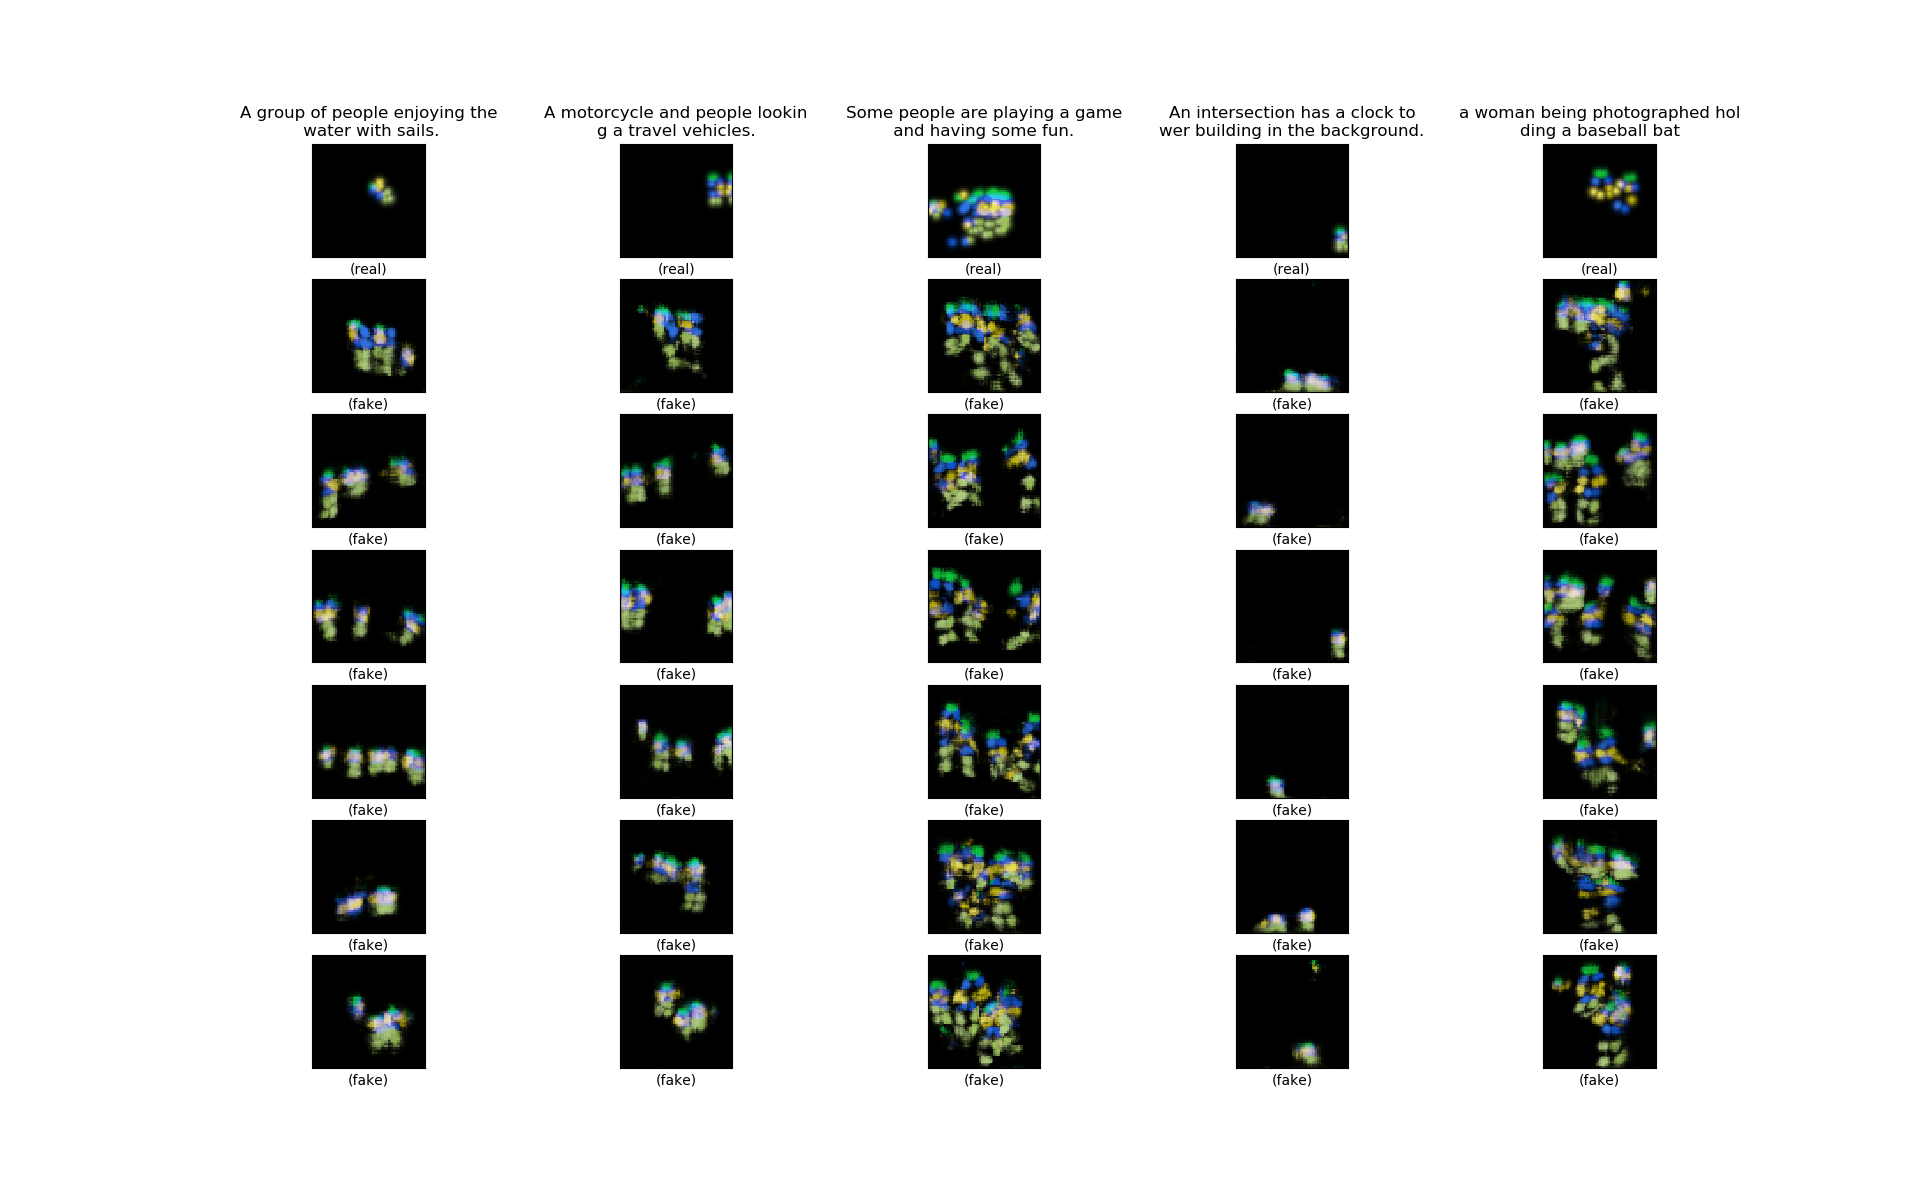 A group of people enjoying the
water with sails.
A motorcycle and people lookin
g a travel vehicles.
Some people are playing a game
and having some fun.
An intersection has a clock to
wer building in the background.
a woman being photographed hol
ding a baseball bat
(real) (real) (real) (real) (real)
(fake) (fake) (fake) (fake) (fake)
(fake) (fake) (fake) (fake) (fake)
(fake) (fake) (fake) (fake) (fake)
(fake) (fake) (fake) (fake) (fake)
(fake) (fake) (fake) (fake) (fake)
(fake) (fake) (fake) (fake) (fake)